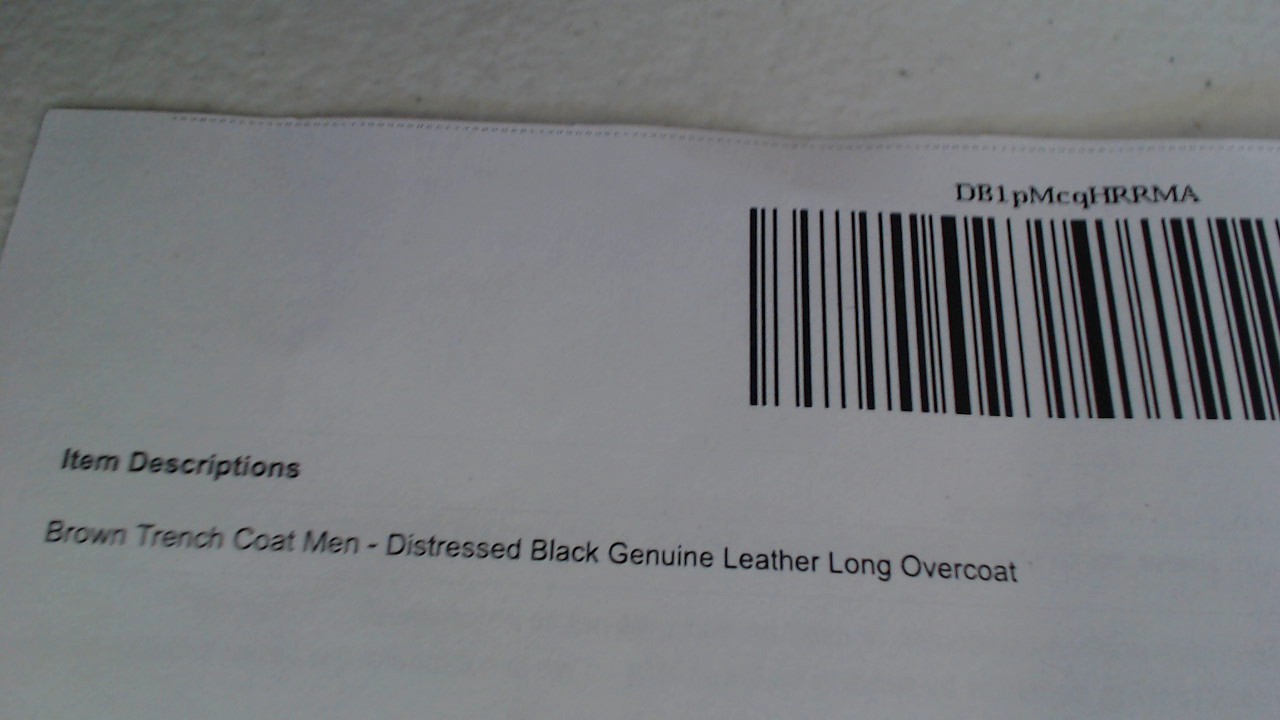 DB1pMcqHRRMA
Item Descriptions
Brown Trench Coat Men - Distressed Black Genuine Leather Long Overcoat